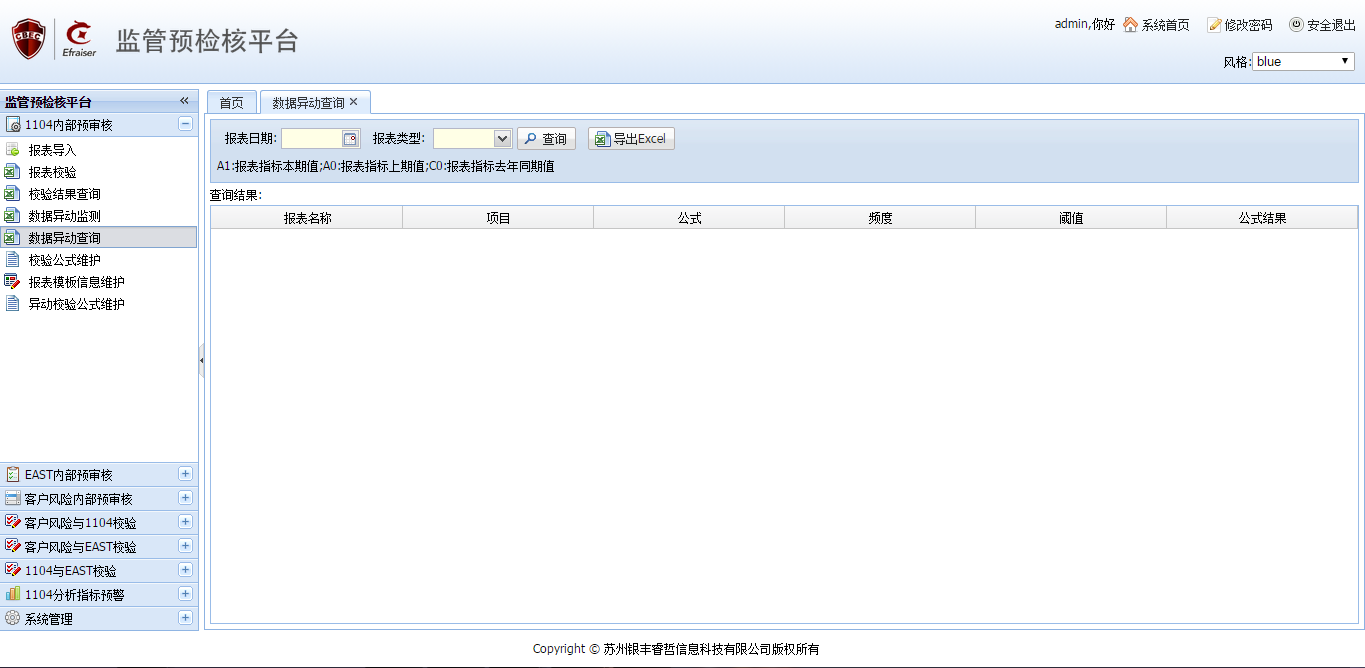 CBEC
Efraiser
监管预检核平台
admin,你好 系统首页 修改密码 安全退出
风格: blue
监管预检核平台
1104内部预审核
报表导入
报表校验
校验结果查询
数据异动监测
数据异动查询
校验公式维护
报表模板信息维护
异动校验公式维护
EAST内部预审核
客户风险内部预审核
客户风险与1104校验
客户风险与EAST校验
1104与EAST校验
1104分析指标预警
系统管理
首页 数据异动查询
报表日期: 报表类型: 查询 导出Excel
A1:报表指标本期值;A0:报表指标上期值;C0:报表指标去年同期值
查询结果:
报表名称 项目 公式 频度 阈值 公式结果
Copyright © 苏州银丰睿哲信息科技有限公司版权所有